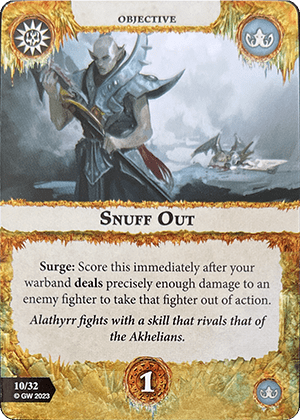 OBJECTIVE
SNUFF OUT
Surge: Score this immediately after your
warband deals precisely enough damage to an
enemy fighter to take that fighter out of action.
Alathyrr fights with a skill that rivals that of
the Akhelians.
10/32
© GW 2023
1